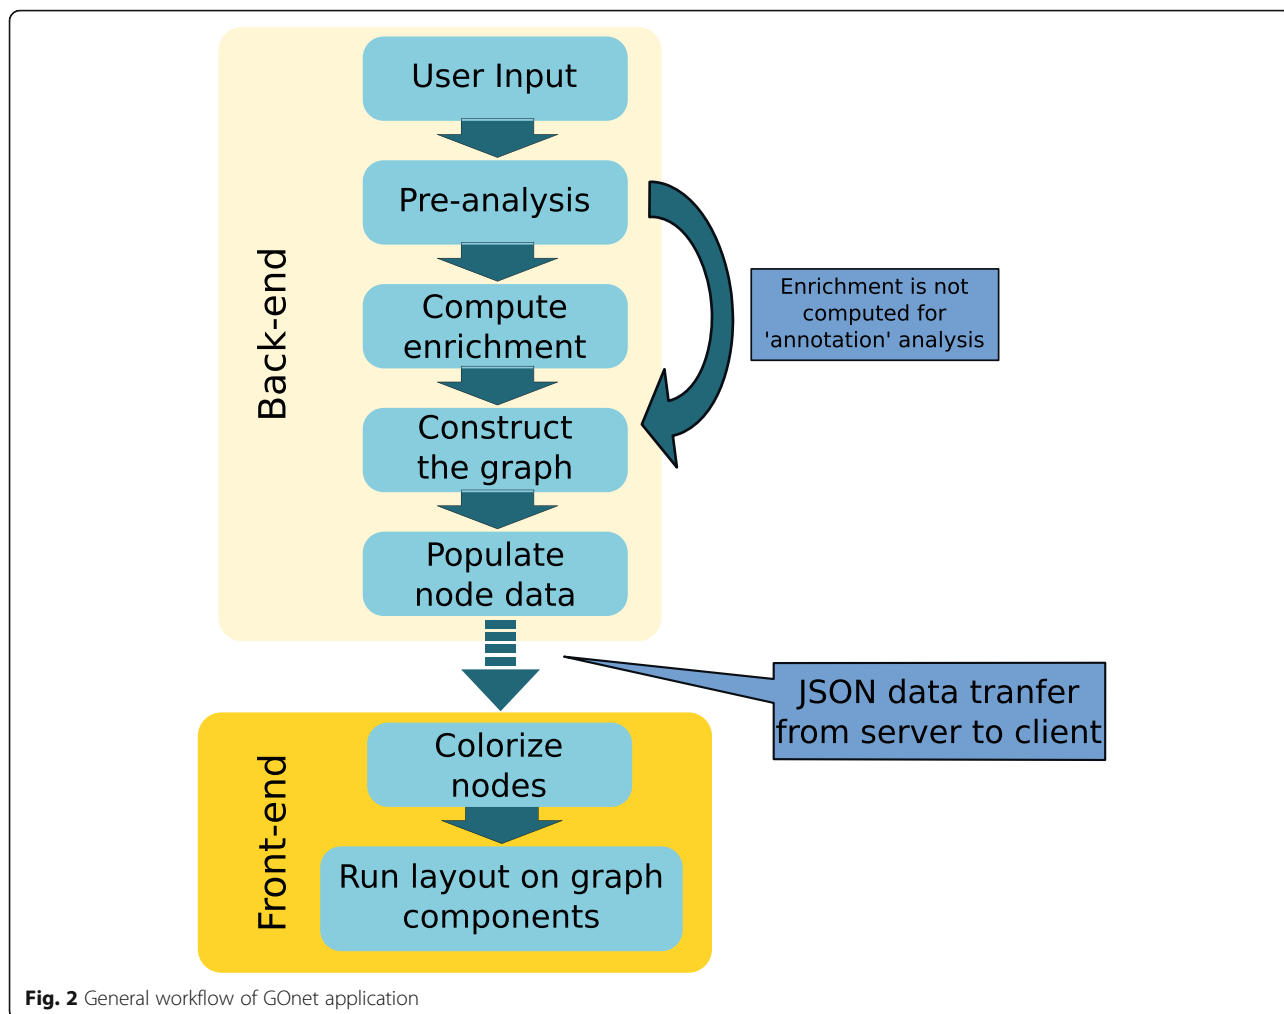 User Input
Pre-analysis
Compute
enrichment
Construct
the graph
Populate
node data
Back-end
Enrichment is not
computed for
'annotation' analysis
JSON data tranfer
from server to client
Colorize
nodes
Run layout on graph
components
Front-end
Fig. 2 General workflow of GOnet application